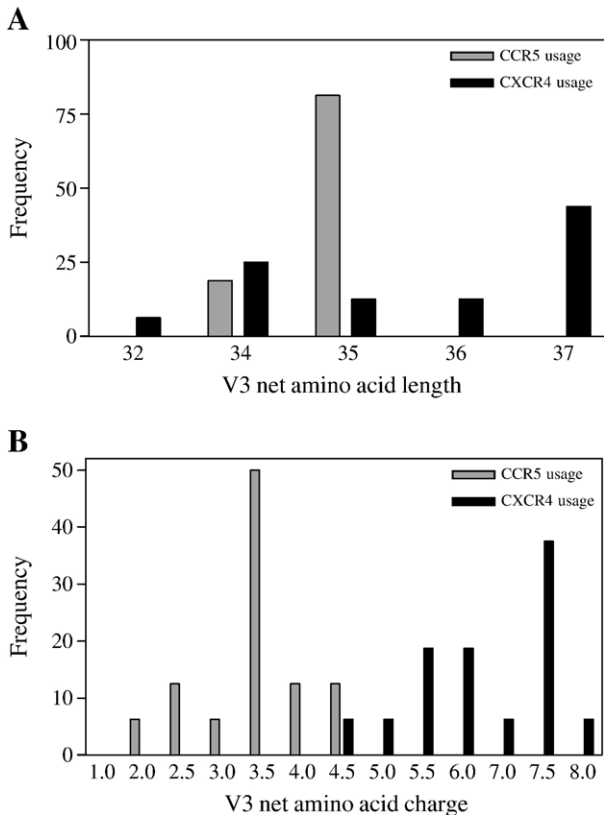 A
100
75
50
25
0
Frequency
CCR5 usage
CXCR4 usage
32 34 35 36 37
V3 net amino acid length
B
50
40
30
20
10
0
Frequency
CCR5 usage
CXCR4 usage
1.0 2.0 2.5 3.0 3.5 4.0 4.5 5.0 5.5 6.0 7.0 7.5 8.0
V3 net amino acid charge